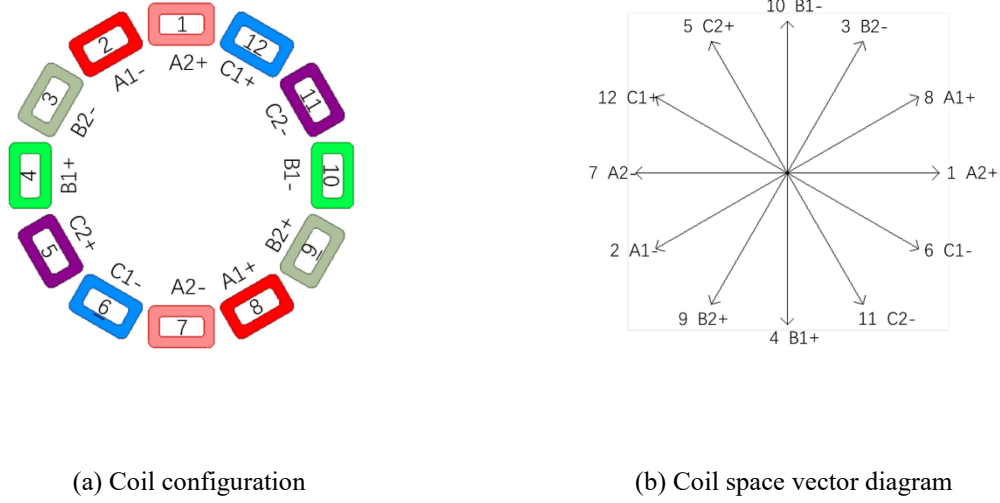 1
A2+
2
A1-
12
C1+
3
B2-
11
C2-
4
B1+
10
B1-
5
C2+
9
B2+
6
C1-
A2-
7
A1+
8
10 B1-
5 C2+
3 B2-
12 C1+
8 A1+
7 A2-
1 A2+
2 A1-
6 C1-
9 B2+
11 C2-
4 B1+
(a) Coil configuration
(b) Coil space vector diagram